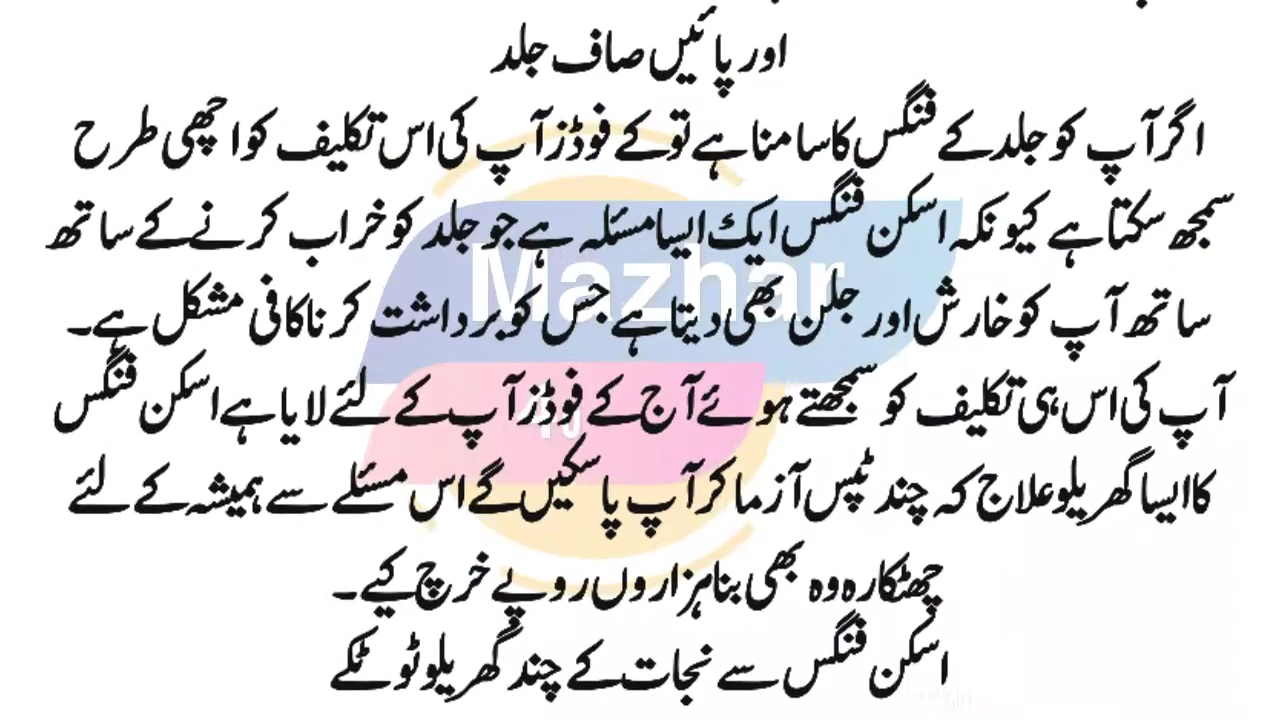 اور پائیں صاف جلد
اگر آپ کو جلد کے فنگس کا سامنا ہے تو کے فوڈز آپ کی اس تکلیف کو اچھی طرح
سمجھ سکتا ہے کیونکہ اسکن فنگس ایک ایسا مسئلہ ہے جو جلد کو خراب کرنے کے ساتھ
ساتھ آپ کو خارش اور جلن بھی دیتا ہے جس کو برداشت کرنا کافی مشکل ہے۔
آپ کی اس ہی تکلیف کو سمجھتے ہوئے آج کے فوڈز آپ کے لئے لایا ہے اسکن فنگس
کا ایسا گھریلو علاج کہ چند ٹپس آزما کر آپ پا سکیں گے اس مسئلے سے ہمیشہ کے لئے
چھٹکارہ وہ بھی بنا ہزاروں روپے خرچ کیے۔
اسکن فنگس سے نجات کے چند گھریلو ٹوٹکے
Mazhar